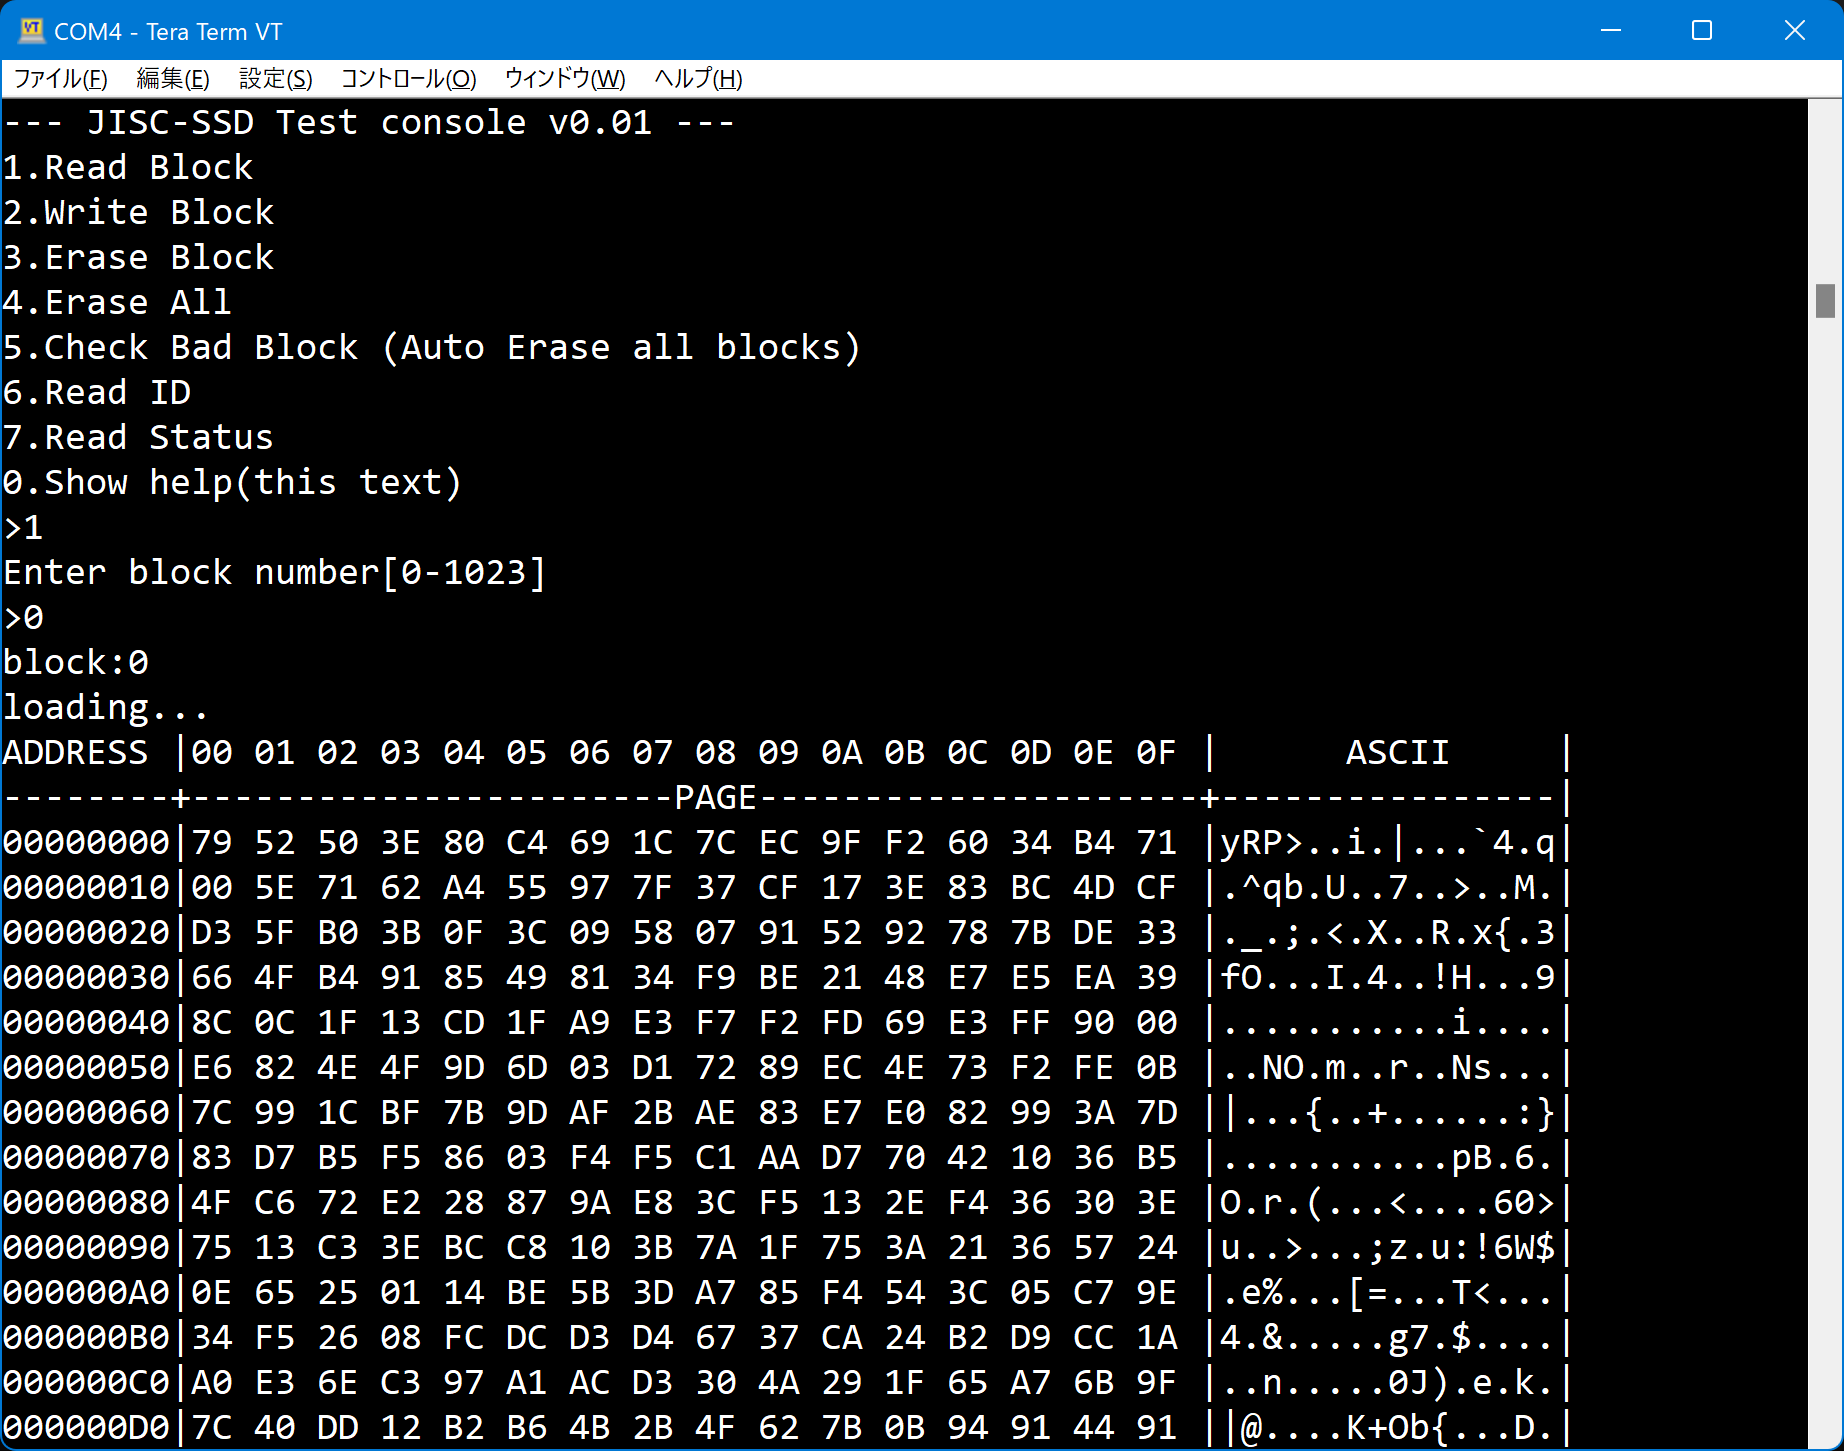 COM4 - Tera Term VT
ファイル(F) 編集(E) 設定(S) コントロール(O) ウィンドウ(W) ヘルプ(H)
--- JISC-SSD Test console v0.01 ---
1.Read Block
2.Write Block
3.Erase Block
4.Erase All
5.Check Bad Block (Auto Erase all blocks)
6.Read ID
7.Read Status
0.Show help(this text)
>1
Enter block number[0-1023]
>0
block:0
loading...
ADDRESS |00 01 02 03 04 05 06 07 08 09 0A 0B 0C 0D 0E 0F |      ASCII     |
--------+-----------------------PAGE---------------------+----------------|
00000000|79 52 50 3E 80 C4 69 1C 7C EC 9F F2 60 34 B4 71 |yRP>..i.|...`4.q|
00000010|00 5E 71 62 A4 55 97 7F 37 CF 17 3E 83 BC 4D CF |.^qb.U..7..>..M.|
00000020|D3 5F B0 3B 0F 3C 09 58 07 91 52 92 78 7B DE 33 |._.;.<.X..R.x{.3|
00000030|66 4F B4 91 85 49 81 34 F9 BE 21 48 E7 E5 EA 39 |fO...I.4..!H...9|
00000040|8C 0C 1F 13 CD 1F A9 E3 F7 F2 FD 69 E3 FF 90 00 |...........i....|
00000050|E6 82 4E 4F 9D 6D 03 D1 72 89 EC 4E 73 F2 FE 0B |..NO.m..r..Ns...|
00000060|7C 99 1C BF 7B 9D AF 2B AE 83 E7 E0 82 99 3A 7D ||...{..+......:}|
00000070|83 D7 B5 F5 86 03 F4 F5 C1 AA D7 70 42 10 36 B5 |...........pB.6.|
00000080|4F C6 72 E2 28 87 9A E8 3C F5 13 2E F4 36 30 3E |O.r.(...<....60>|
00000090|75 13 C3 3E BC C8 10 3B 7A 1F 75 3A 21 36 57 24 |u..>...;z.u:!6W$|
000000A0|0E 65 25 01 14 BE 5B 3D A7 85 F4 54 3C 05 C7 9E |.e%...[=...T<...|
000000B0|34 F5 26 08 FC DC D3 D4 67 37 CA 24 B2 D9 CC 1A |4.&.....g7.$....|
000000C0|A0 E3 6E C3 97 A1 AC D3 30 4A 29 1F 65 A7 6B 9F |..n.....0J).e.k.|
000000D0|7C 40 DD 12 B2 B6 4B 2B 4F 62 7B 0B 94 91 44 91 ||@....K+Ob{...D.|